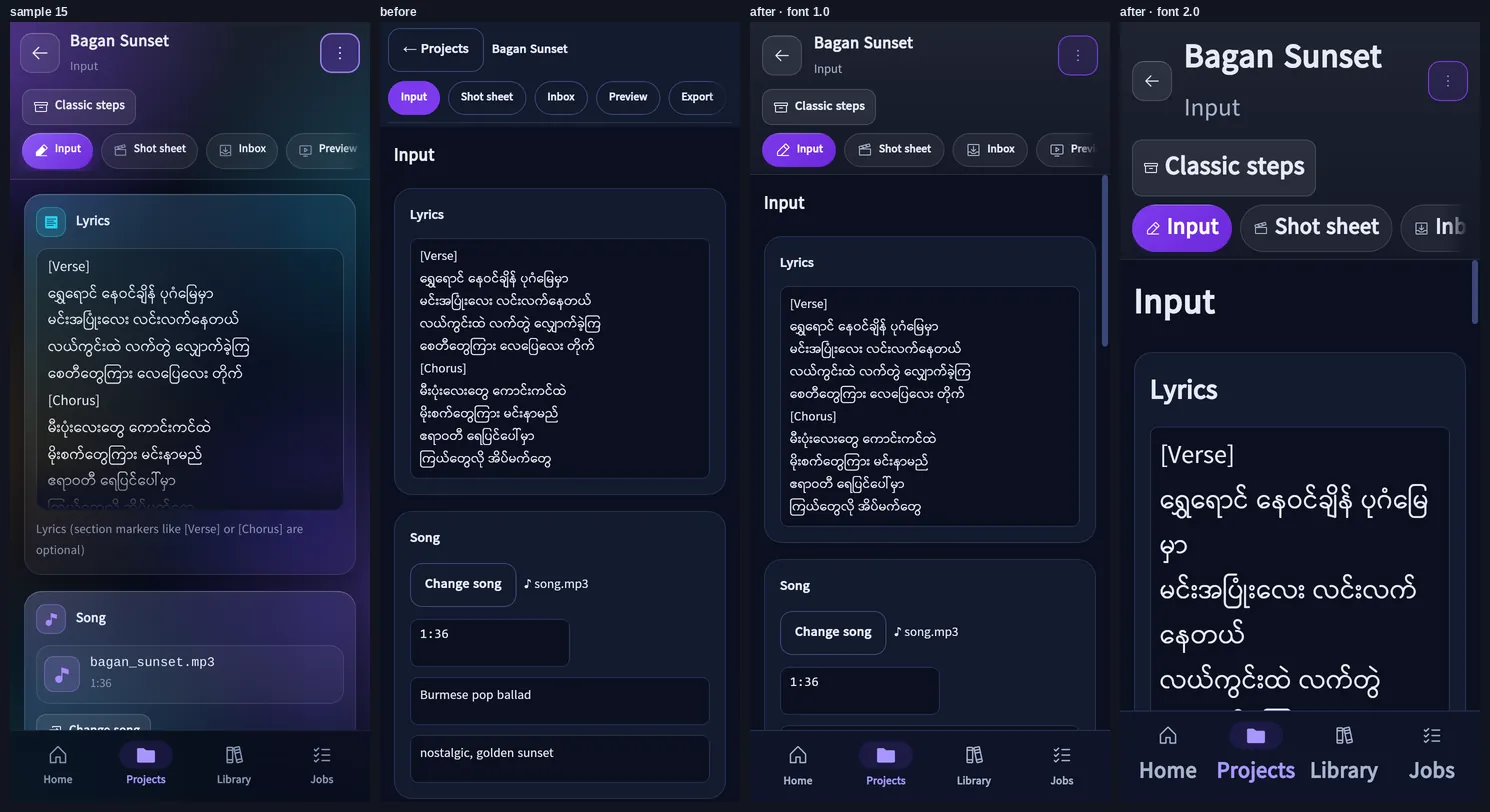 sample 15
Bagan Sunset
Input
Classic steps
Input
Shot sheet
Inbox
Preview
Lyrics
[Verse]
ရွှေရောင် နေဝင်ချိန် ပုဂံမြေမှာ
မင်းအပြုံးလေး လင်းလက်နေတယ်
လယ်ကွင်းထဲ လက်တွဲ လျှောက်ခဲ့ကြ
စေတီတွေကြား လေပြေလေး တိုက်
[Chorus]
မီးပုံးလေးတွေ ကောင်းကင်ထဲ
မိုးစက်တွေကြား မင်းနာမည်
ဧရာဝတီ ရေပြင်ပေါ်မှာ
Lyrics (section markers like [Verse] or [Chorus] are
optional)
Song
bagan_sunset.mp3
1:36
Change song
Home
Projects
Library
Jobs
before
← Projects
Bagan Sunset
Input
Shot sheet
Inbox
Preview
Export
Input
Lyrics
[Verse]
ရွှေရောင် နေဝင်ချိန် ပုဂံမြေမှာ
မင်းအပြုံးလေး လင်းလက်နေတယ်
လယ်ကွင်းထဲ လက်တွဲ လျှောက်ခဲ့ကြ
စေတီတွေကြား လေပြေလေး တိုက်
[Chorus]
မီးပုံးလေးတွေ ကောင်းကင်ထဲ
မိုးစက်တွေကြား မင်းနာမည်
ဧရာဝတီ ရေပြင်ပေါ်မှာ
ကြယ်တွေလို အိပ်မက်တွေ
Song
Change song
♪ song.mp3
1:36
Burmese pop ballad
nostalgic, golden sunset
after · font 1.0
Bagan Sunset
Input
Classic steps
Input
Shot sheet
Inbox
Input
Lyrics
[Verse]
ရွှေရောင် နေဝင်ချိန် ပုဂံမြေမှာ
မင်းအပြုံးလေး လင်းလက်နေတယ်
လယ်ကွင်းထဲ လက်တွဲ လျှောက်ခဲ့ကြ
စေတီတွေကြား လေပြေလေး တိုက်
[Chorus]
မီးပုံးလေးတွေ ကောင်းကင်ထဲ
မိုးစက်တွေကြား မင်းနာမည်
ဧရာဝတီ ရေပြင်ပေါ်မှာ
ကြယ်တွေလို အိပ်မက်တွေ
Song
Change song
♪ song.mp3
1:36
Home
Projects
Library
Jobs
after · font 2.0
Bagan Sunset
Input
Classic steps
Input
Shot sheet
Input
Lyrics
[Verse]
ရွှေရောင် နေဝင်ချိန် ပုဂံမြေ
မှာ
မင်းအပြုံးလေး လင်းလက်
နေတယ်
လယ်ကွင်းထဲ လက်တွဲ
Home
Projects
Library
Jobs